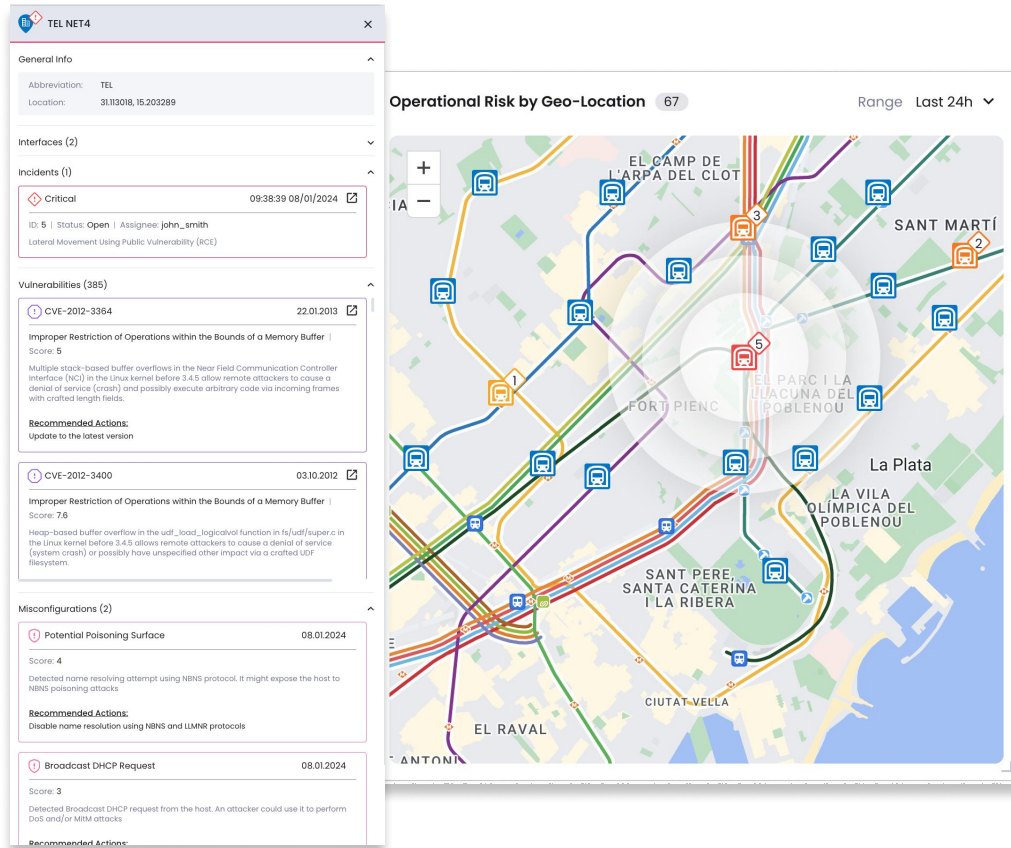 TEL NET4
General Info
Abbreviation: TEL
Location: 31.113018, 15.203289
Interfaces (2)
Incidents (1)
Critical 09:38:39 08/01/2024
ID: 5 | Status: Open | Assignee: john_smith
Lateral Movement Using Public Vulnerability (RCE)
Vulnerabilities (385)
CVE-2012-3364 22.01.2013
Improper Restriction of Operations within the Bounds of a Memory Buffer |
Score: 5
Multiple stack-based buffer overflows in the Near Field Communication Controller
Interface (NCI) in the Linux kernel before 3.4.5 allow remote attackers to cause a
denial of service (crash) and possibly execute arbitrary code via incoming frames
with crafted length fields.
Recommended Actions:
Update to the latest version
CVE-2012-3400 03.10.2012
Improper Restriction of Operations within the Bounds of a Memory Buffer |
Score: 7.6
Heap-based buffer overflow in the udf_load_logicalvol function in fs/udf/super.c in
the Linux kernel before 3.4.5 allows remote attackers to cause a denial of service
(system crash) or possibly have unspecified other impact via a crafted UDF
filesystem.
Misconfigurations (2)
Potential Poisoning Surface 08.01.2024
Score: 4
Detected name resolving attempt using NBNS protocol. It might expose the host to
NBNS poisoning attacks
Recommended Actions:
Disable name resolution using NBNS and LLMNR protocols
Broadcast DHCP Request 08.01.2024
Score: 3
Detected Broadcast DHCP request from the host. An attacker could use it to perform
DoS and/or MitM attacks
Recommended Actions:
Operational Risk by Geo-Location 67
Range Last 24h
+
−
EL CAMP DE
L'ARPA DEL CLOT
IA
3
SANT MARTÍ
2
5
1
EL PARC I LA
LLACUNA DEL
POBLENOU
FORT PIENC
La Plata
LA VILA
OLÍMPICA DEL
POBLENOU
SANT PERE,
SANTA CATERINA
I LA RIBERA
E
CIUTAT VELLA
EL RAVAL
T ANTONI